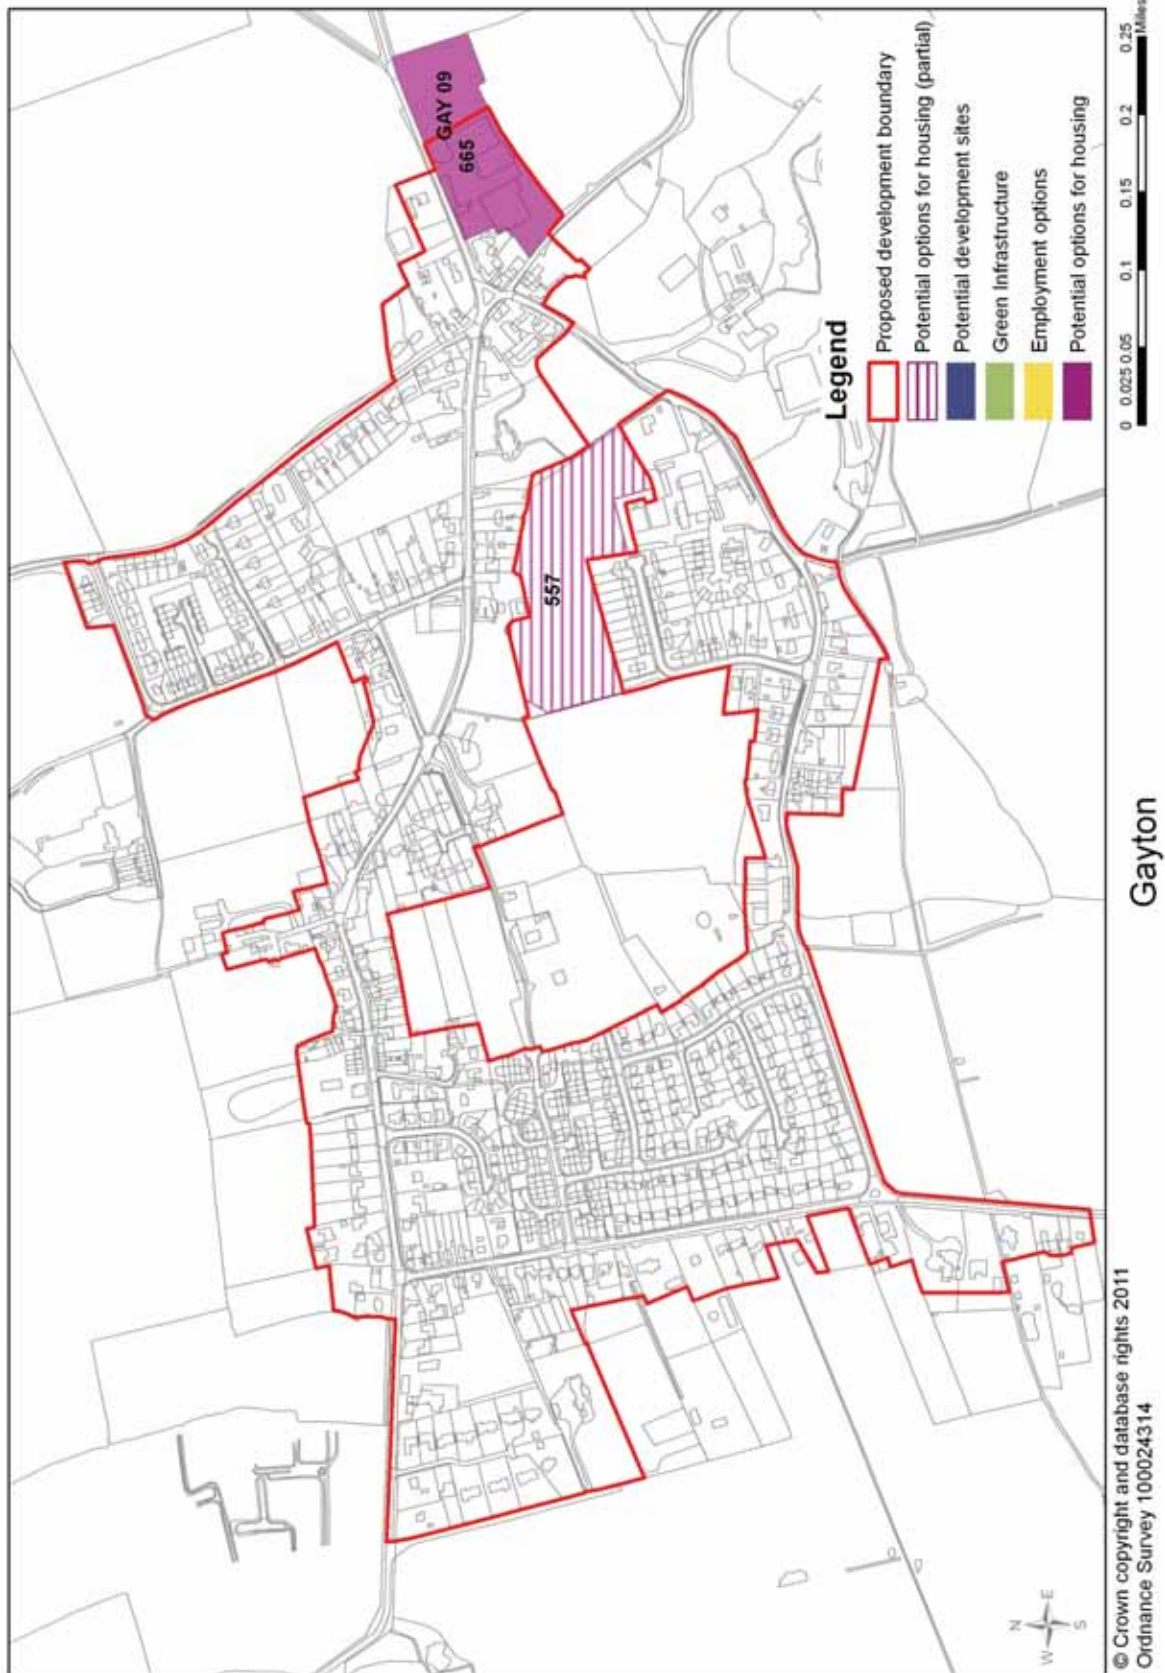 GAY 09
665
557
Legend
Proposed development boundary
Potential options for housing (partial)
Potential development sites
Green Infrastructure
Employment options
Potential options for housing
0 0.025 0.05 0.1 0.15 0.2 0.25
Miles
Gayton
N
W E
S
© Crown copyright and database rights 2011
Ordnance Survey 100024314